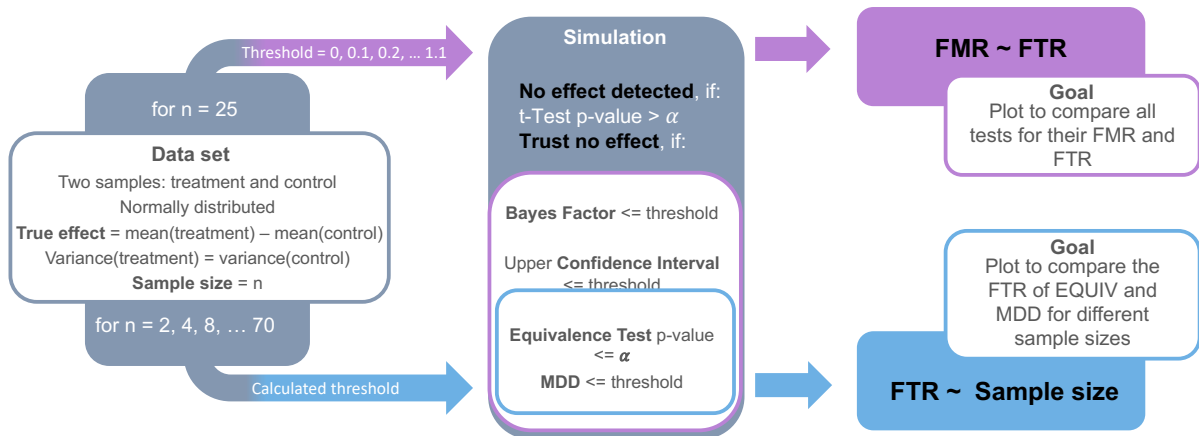 Threshold = 0, 0.1, 0.2, ... 1.1
for n = 25
Data set
Two samples: treatment and control
Normally distributed
True effect = mean(treatment) – mean(control)
Variance(treatment) = variance(control)
Sample size = n
for n = 2, 4, 8, ... 70
Calculated threshold
Simulation
No effect detected, if:
t-Test p-value > α
Trust no effect, if:
Bayes Factor <= threshold
Upper Confidence Interval
<= threshold
Equivalence Test p-value
<= α
MDD <= threshold
FMR ~ FTR
Goal
Plot to compare all
tests for their FMR and
FTR
Goal
Plot to compare the
FTR of EQUIV and
MDD for different
sample sizes
FTR ~ Sample size